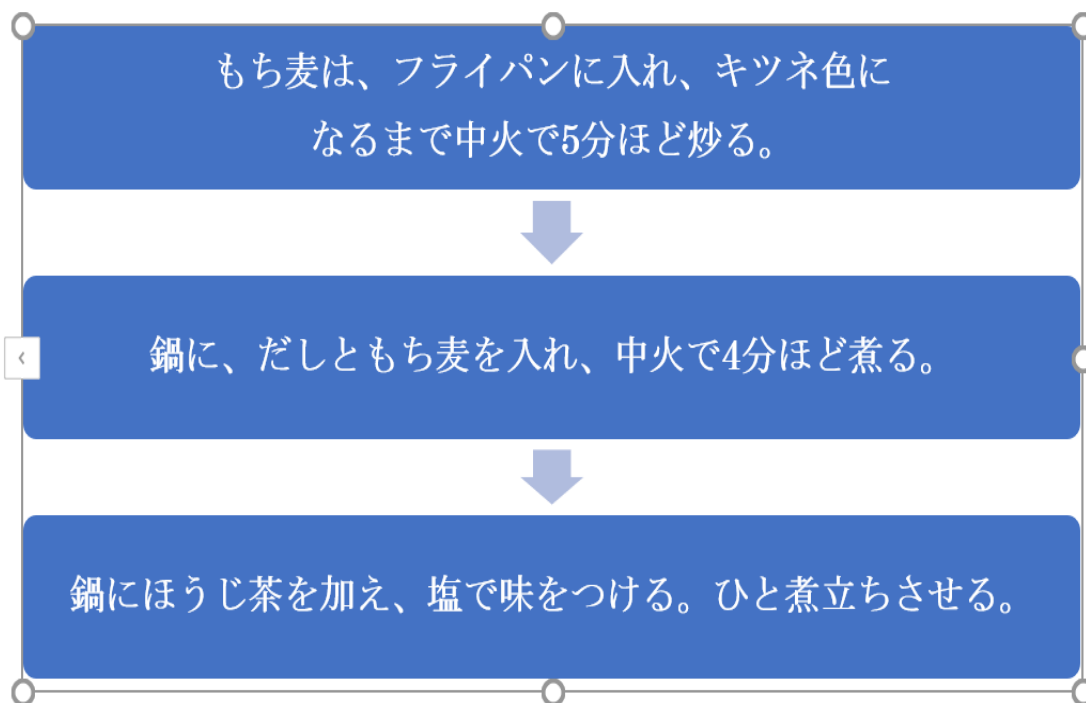 もち麦は、フライパンに入れ、キツネ色に
なるまで中火で5分ほど炒る。
鍋に、だしともち麦を入れ、中火で4分ほど煮る。
鍋にほうじ茶を加え、塩で味をつける。ひと煮立ちさせる。